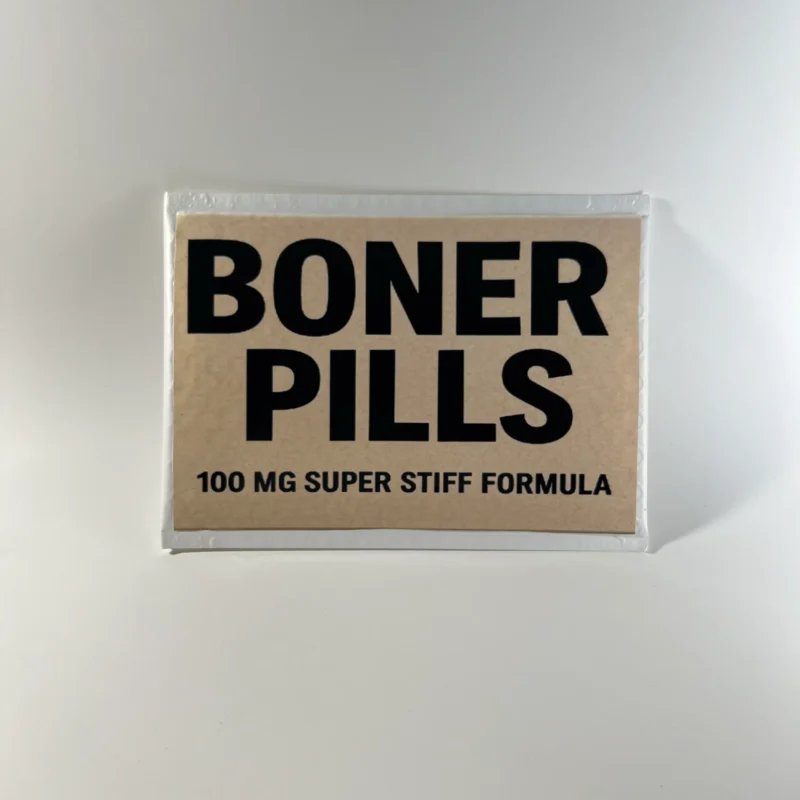 BONER
PILLS
100 MG SUPER STIFF FORMULA